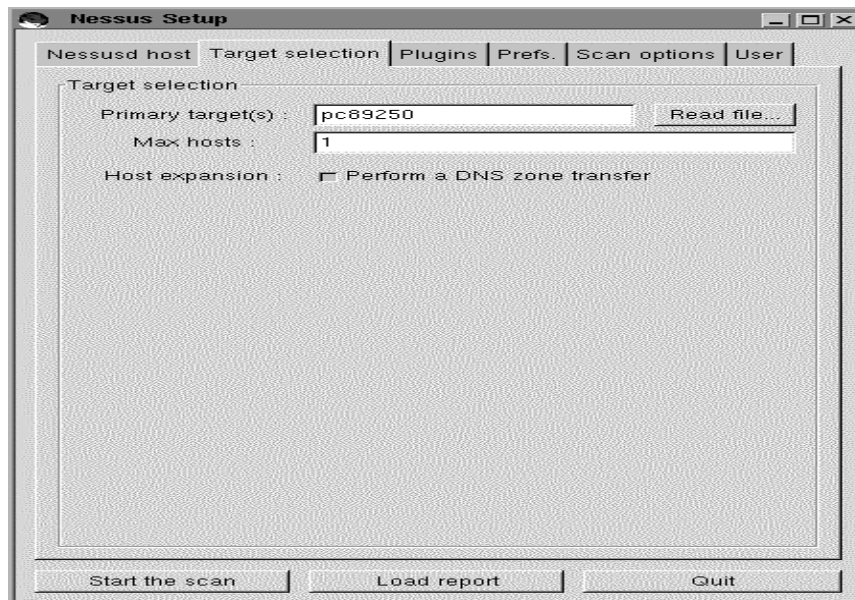 Nessus Setup
Nessusd host Target selection Plugins Prefs. Scan options User
Target selection
Primary target(s) : pc89250 Read file...
Max hosts : 1
Host expansion : Perform a DNS zone transfer
Start the scan Load report Quit